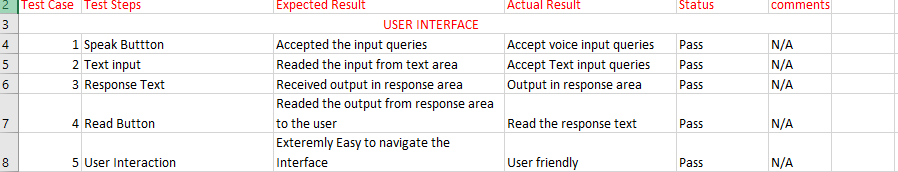 2 Test Case Test Steps Expected Result Actual Result Status comments
3 USER INTERFACE
4 1 Speak Buttton Accepted the input queries Accept voice input queries Pass N/A
5 2 Text input Readed the input from text area Accept Text input queries Pass N/A
6 3 Response Text Received output in response area Output in response area Pass N/A
Readed the output from response area
7 4 Read Button to the user Read the response text Pass N/A
Exteremly Easy to navigate the
8 5 User Interaction Interface User friendly Pass N/A